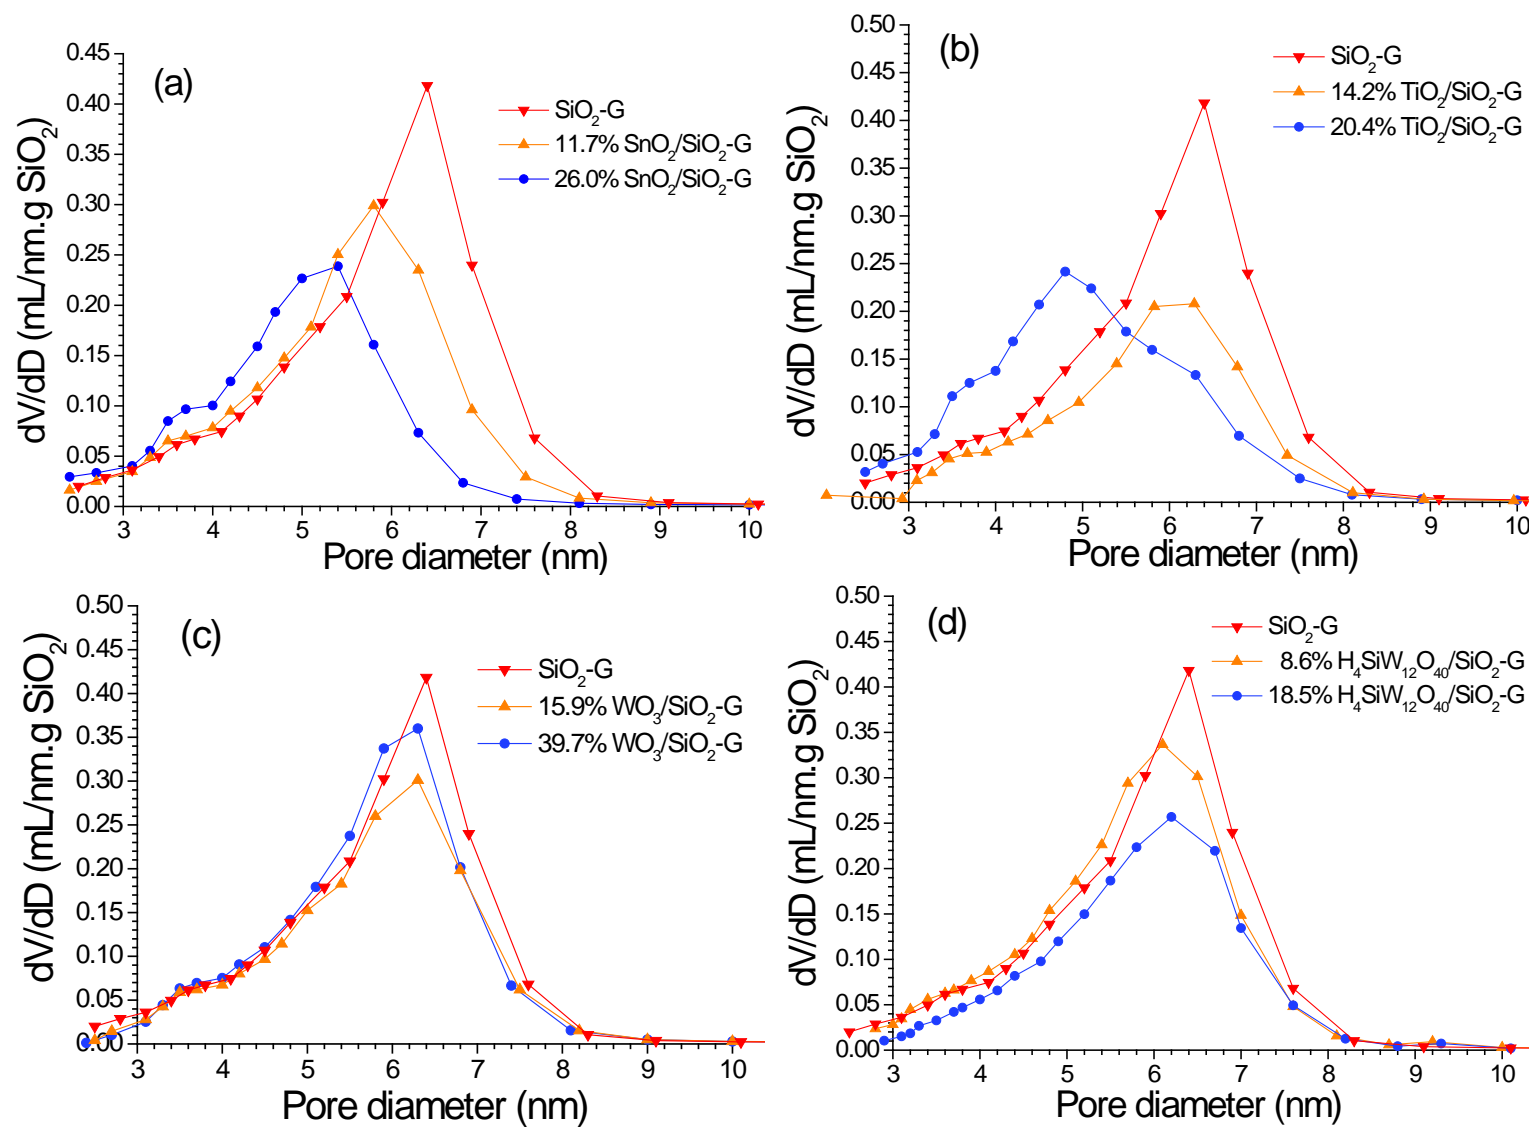 (a)
SiO₂-G
11.7% SnO₂/SiO₂-G
26.0% SnO₂/SiO₂-G
dV/dD (mL/nm.g SiO₂)
0.45
0.40
0.35
0.30
0.25
0.20
0.15
0.10
0.05
0.00
3 4 5 6 7 8 9 10
Pore diameter (nm)
(b)
SiO₂-G
14.2% TiO₂/SiO₂-G
20.4% TiO₂/SiO₂-G
dV/dD (mL/nm.g SiO₂)
0.50
0.45
0.40
0.35
0.30
0.25
0.20
0.15
0.10
0.05
0.00
3 4 5 6 7 8 9 10
Pore diameter (nm)
(c)
SiO₂-G
15.9% WO₃/SiO₂-G
39.7% WO₃/SiO₂-G
dV/dD (mL/nm.g SiO₂)
0.50
0.45
0.40
0.35
0.30
0.25
0.20
0.15
0.10
0.05
0.00
3 4 5 6 7 8 9 10
Pore diameter (nm)
(d)
SiO₂-G
8.6% H₄SiW₁₂O₄₀/SiO₂-G
18.5% H₄SiW₁₂O₄₀/SiO₂-G
dV/dD (mL/nm.g SiO₂)
0.50
0.45
0.40
0.35
0.30
0.25
0.20
0.15
0.10
0.05
0.00
3 4 5 6 7 8 9 10
Pore diameter (nm)